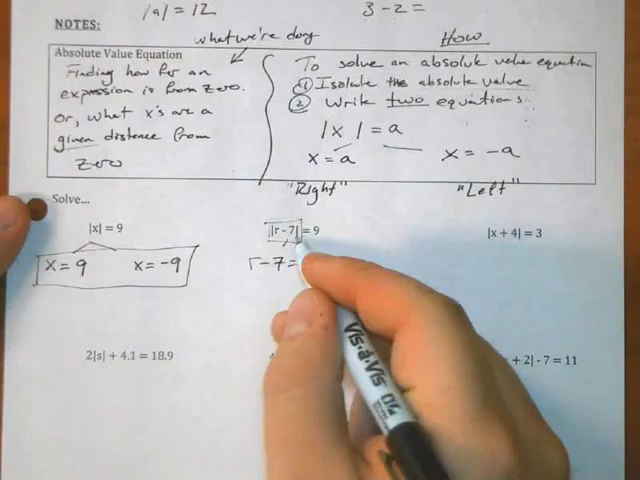 |a| = 12
3 - 2 =
NOTES:
what we're doing
How
Absolute Value Equation
Finding how far an
expression is from zero.
or, what x's are a
given distance from
zero
To solve an absolute value equation
① Isolate the absolute value
② Write two equations
|x| = a
x = a
x = -a
"Right"
"Left"
Solve...
|x| = 9
|r - 7| = 9
|x + 4| = 3
x = 9
x = -9
r - 7 =
2|s| + 4.1 = 18.9
+ 2| - 7 = 11
Vis-à-Vis